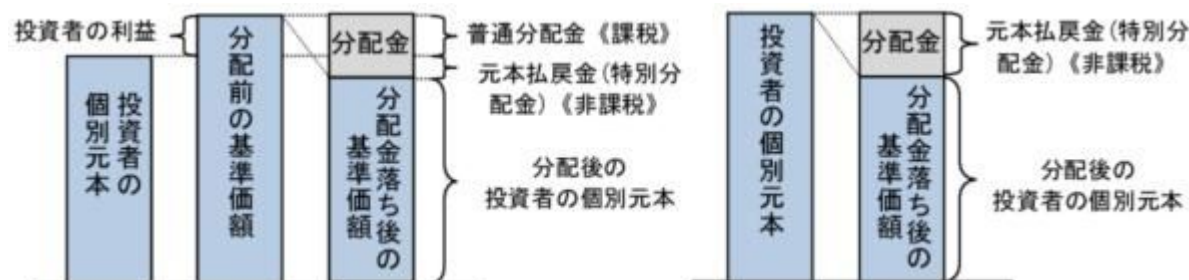 投資者の利益
投資者の
個別元本
分配前の基準価額
分配金
分配金落ち後の
基準価額
普通分配金《課税》
元本払戻金(特別分
配金)《非課税》
分配後の
投資者の個別元本
投資者の個別元本
分配金
分配金落ち後の
基準価額
元本払戻金(特別分
配金)《非課税》
分配後の
投資者の個別元本